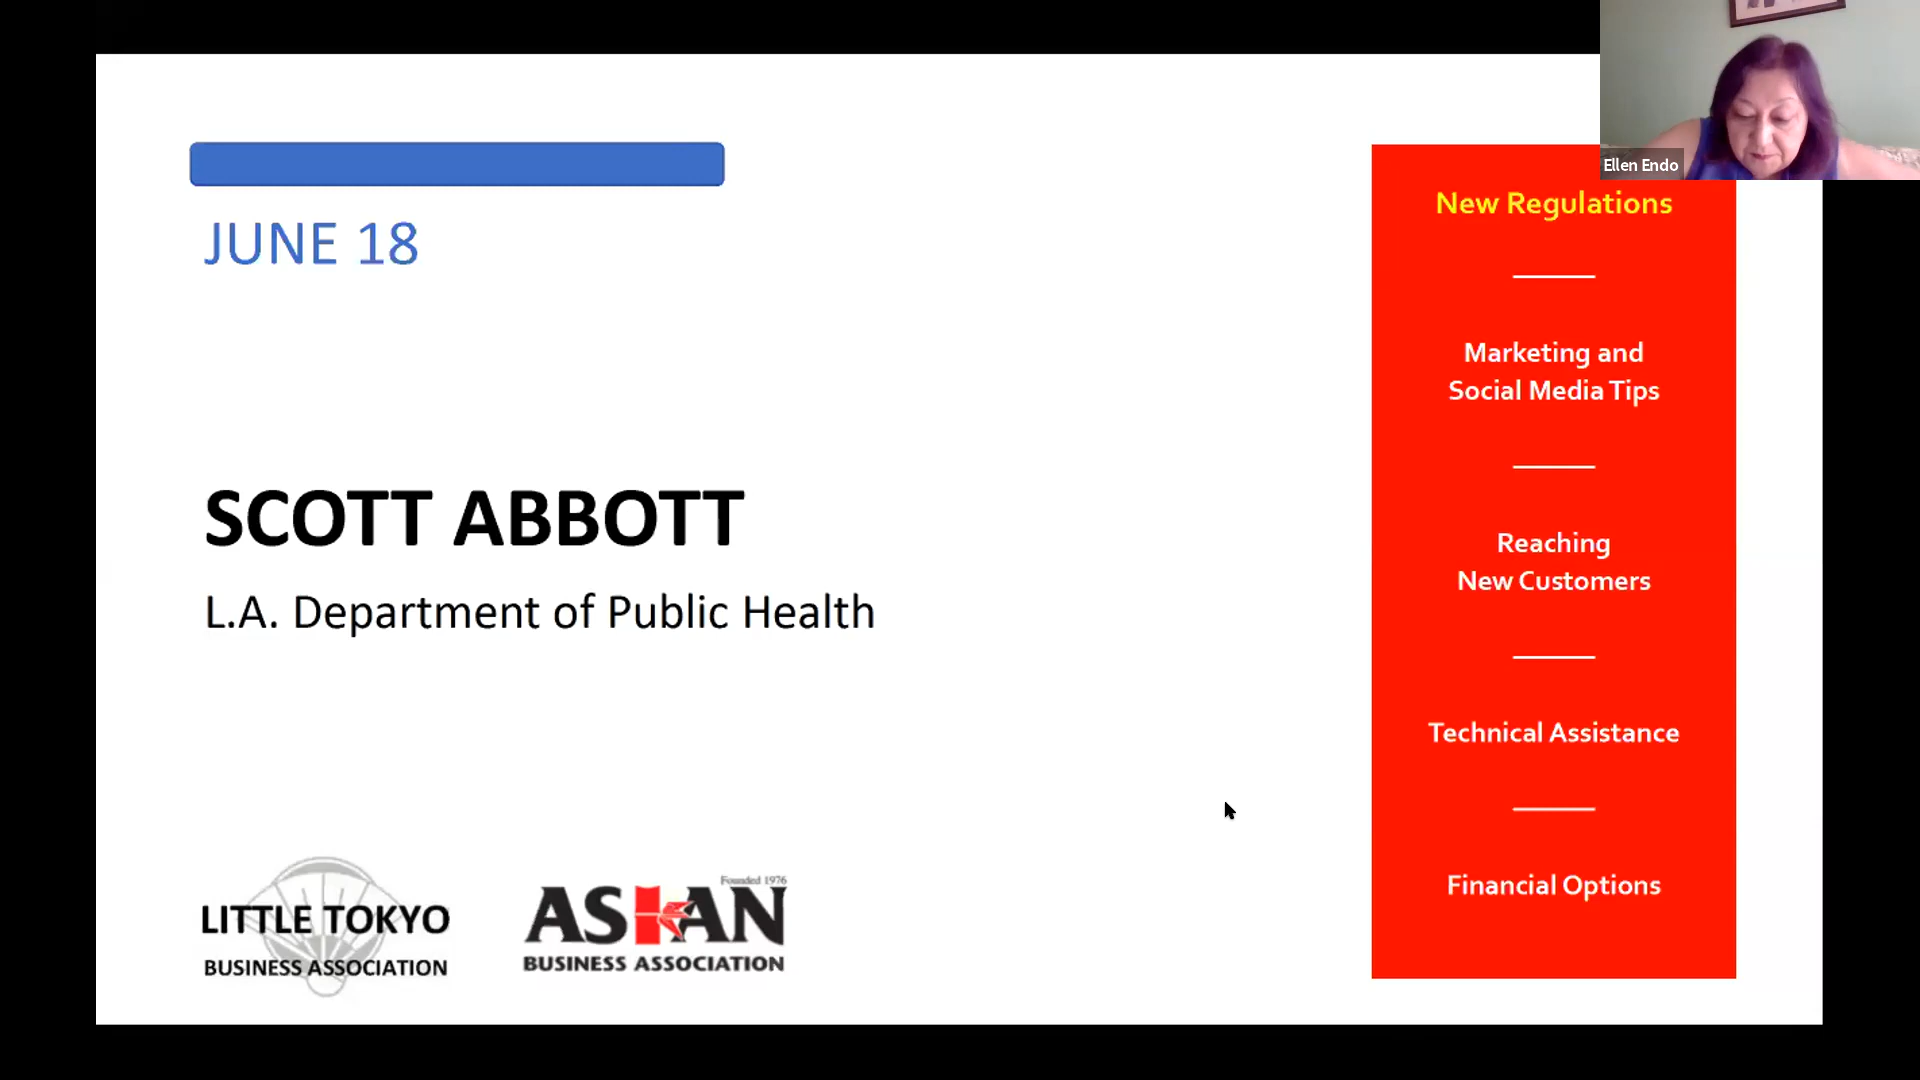 JUNE 18
SCOTT ABBOTT
L.A. Department of Public Health
LITTLE TOKYO
BUSINESS ASSOCIATION
Founded 1976
ASIAN
BUSINESS ASSOCIATION
Ellen Endo
New Regulations
Marketing and
Social Media Tips
Reaching
New Customers
Technical Assistance
Financial Options